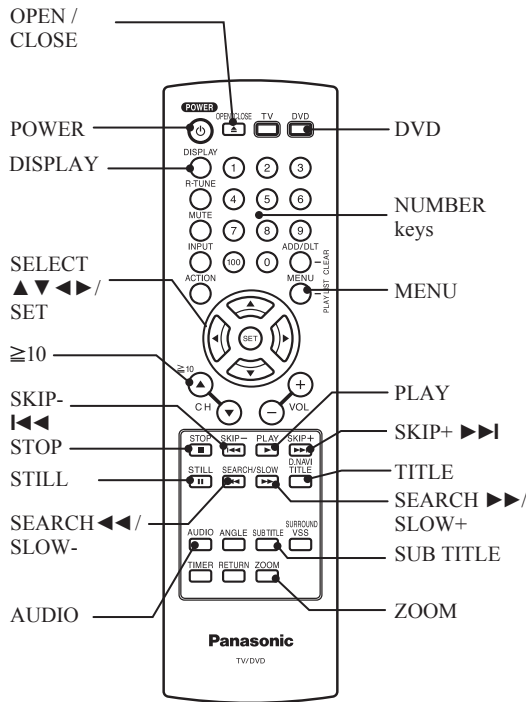 OPEN /
CLOSE
POWER
DISPLAY
SELECT
▲▼◀▶/
SET
≧10
SKIP-
I◀◀
STOP
STILL
SEARCH◀◀/
SLOW-
AUDIO
POWER
OPEN/CLOSE TV DVD
DISPLAY
1 2 3
R-TUNE
4 5 6
MUTE
7 8 9
INPUT ADD/DLT
100 0
CLEAR
ACTION MENU
PLAY LIST
SET
≧10
CH
+
VOL
−
STOP SKIP− PLAY SKIP+
D.NAVI
STILL SEARCH/SLOW TITLE
SURROUND
AUDIO ANGLE SUB TITLE VSS
TIMER RETURN ZOOM
Panasonic
TV/DVD
DVD
NUMBER
keys
MENU
PLAY
SKIP+ ▶▶I
TITLE
SEARCH ▶▶/
SLOW+
SUB TITLE
ZOOM